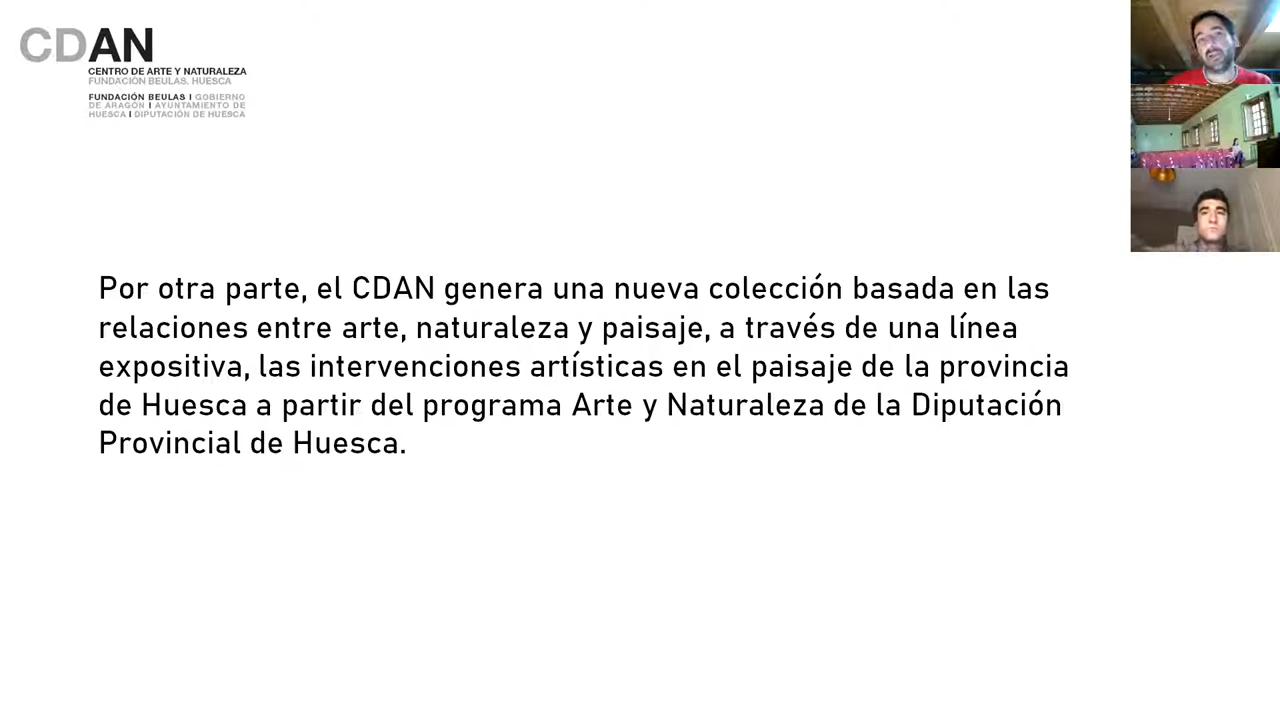 CDAN
CENTRO DE ARTE Y NATURALEZA
FUNDACIÓN BEULAS. HUESCA
FUNDACIÓN BEULAS I GOBIERNO
DE ARAGÓN I AYUNTAMIENTO DE
HUESCA I DIPUTACIÓN DE HUESCA
Por otra parte, el CDAN genera una nueva colección basada en las
relaciones entre arte, naturaleza y paisaje, a través de una línea
expositiva, las intervenciones artísticas en el paisaje de la provincia
de Huesca a partir del programa Arte y Naturaleza de la Diputación
Provincial de Huesca.